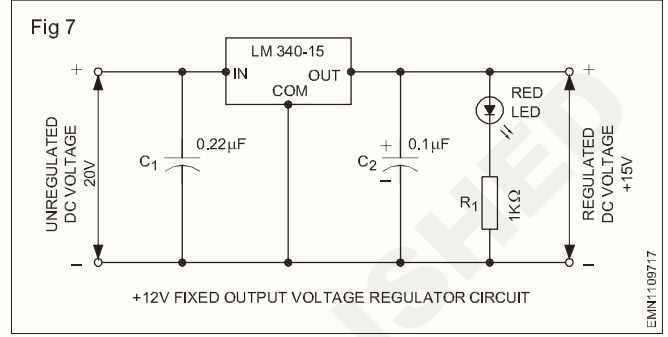 Fig 7
LM 340-15
IN
OUT
COM
+
+
RED
LED
UNREGULATED
DC VOLTAGE
20V
C1
0.22µF
+
C2
0.1µF
−
R1
1KΩ
REGULATED
DC VOLTAGE
+15V
−
−
+12V FIXED OUTPUT VOLTAGE REGULATOR CIRCUIT
EMN1109717
ISHED